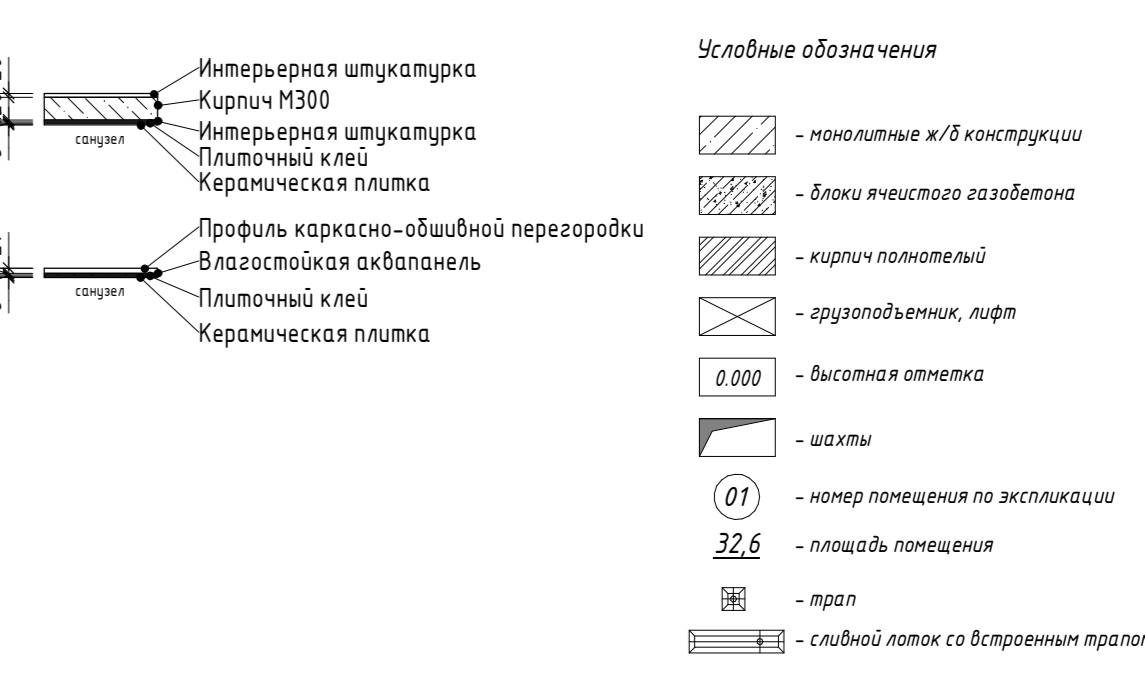 Интерьерная штукатурка
Кирпич М300
Интерьерная штукатурка
Плиточный клей
Керамическая плитка
санузел
Профиль каркасно-обшивной перегородки
Влагостойкая аквапанель
Плиточный клей
Керамическая плитка
санузел
Условные обозначения
- монолитные ж/б конструкции
- блоки ячеистого газобетона
- кирпич полнотелый
- грузоподъемник, лифт
0.000 - высотная отметка
- шахты
01 - номер помещения по экспликации
32,6 - площадь помещения
- трап
- сливной лоток со встроенным трапом